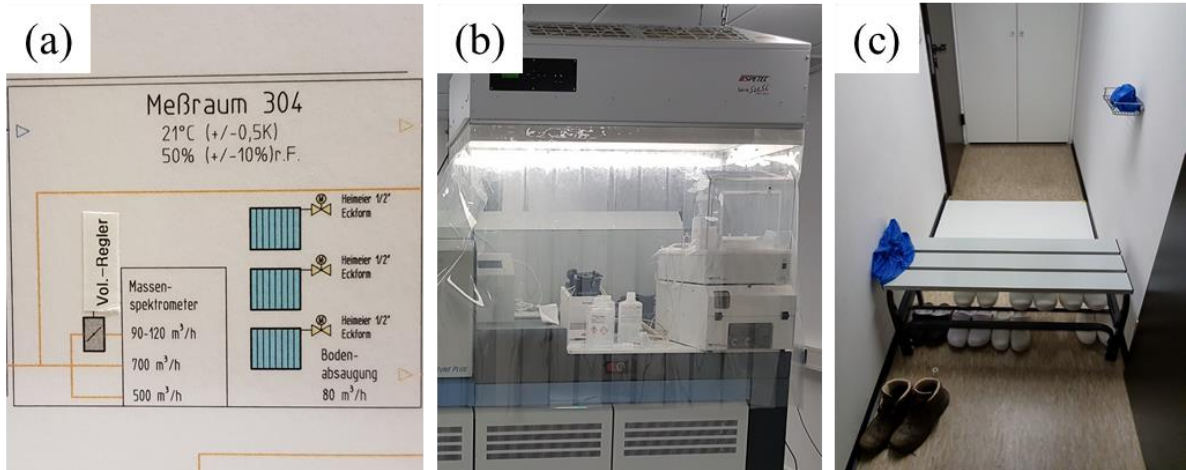 (a)
Meßraum 304
21°C (+/-0,5K)
50% (+/-10%)r.F.
Heimeier 1/2"
Eckform
Vol.-Regler
Heimeier 1/2"
Eckform
Massen-
spektrometer
90-120 m³/h
Heimeier 1/2"
Eckform
700 m³/h
Boden-
absaugung
500 m³/h
80 m³/h
(b)
SPETEC
(c)